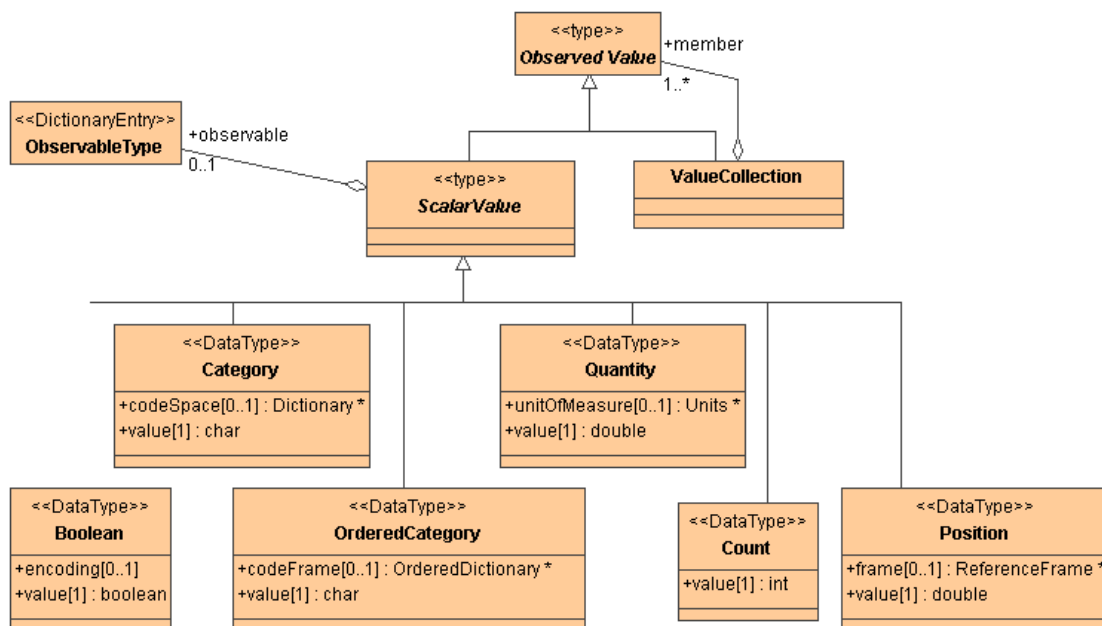 <<type>>
Observed Value
+member
1..*
<<DictionaryEntry>>
ObservableType
+observable
0..1
<<type>>
ScalarValue
ValueCollection
<<DataType>>
Category
+codeSpace[0..1] : Dictionary *
+value[1] : char
<<DataType>>
Quantity
+unitOfMeasure[0..1] : Units *
+value[1] : double
<<DataType>>
Boolean
+encoding[0..1]
+value[1] : boolean
<<DataType>>
OrderedCategory
+codeFrame[0..1] : OrderedDictionary *
+value[1] : char
<<DataType>>
Count
+value[1] : int
<<DataType>>
Position
+frame[0..1] : ReferenceFrame *
+value[1] : double